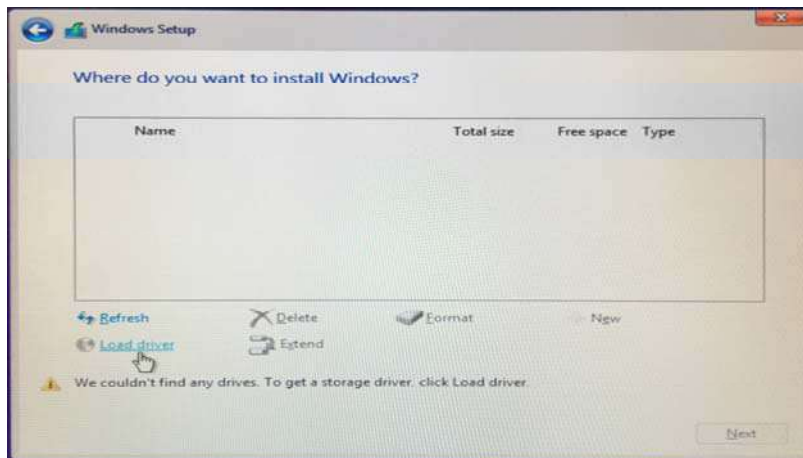 Windows Setup
Where do you want to install Windows?
Name Total size Free space Type
Refresh Delete Format New
Load driver Extend
We couldn't find any drives. To get a storage driver, click Load driver.
Next